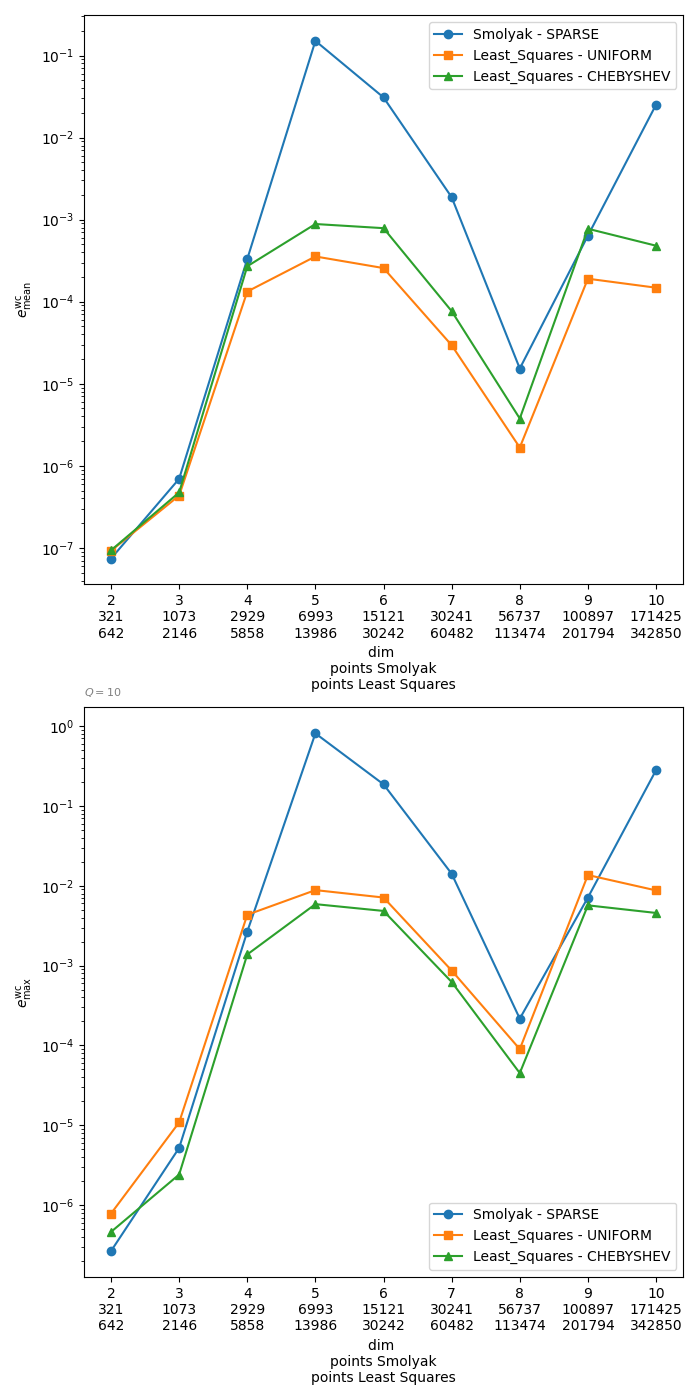 Smolyak - SPARSE
Least_Squares - UNIFORM
Least_Squares - CHEBYSHEV
10⁻¹
10⁻²
10⁻³
10⁻⁴
10⁻⁵
10⁻⁶
10⁻⁷
e^wc_mean
2 3 4 5 6 7 8 9 10
321 1073 2929 6993 15121 30241 56737 100897 171425
642 2146 5858 13986 30242 60482 113474 201794 342850
dim
points Smolyak
points Least Squares
Q = 10
10⁰
10⁻¹
10⁻²
10⁻³
10⁻⁴
10⁻⁵
10⁻⁶
e^wc_max
Smolyak - SPARSE
Least_Squares - UNIFORM
Least_Squares - CHEBYSHEV
2 3 4 5 6 7 8 9 10
321 1073 2929 6993 15121 30241 56737 100897 171425
642 2146 5858 13986 30242 60482 113474 201794 342850
dim
points Smolyak
points Least Squares